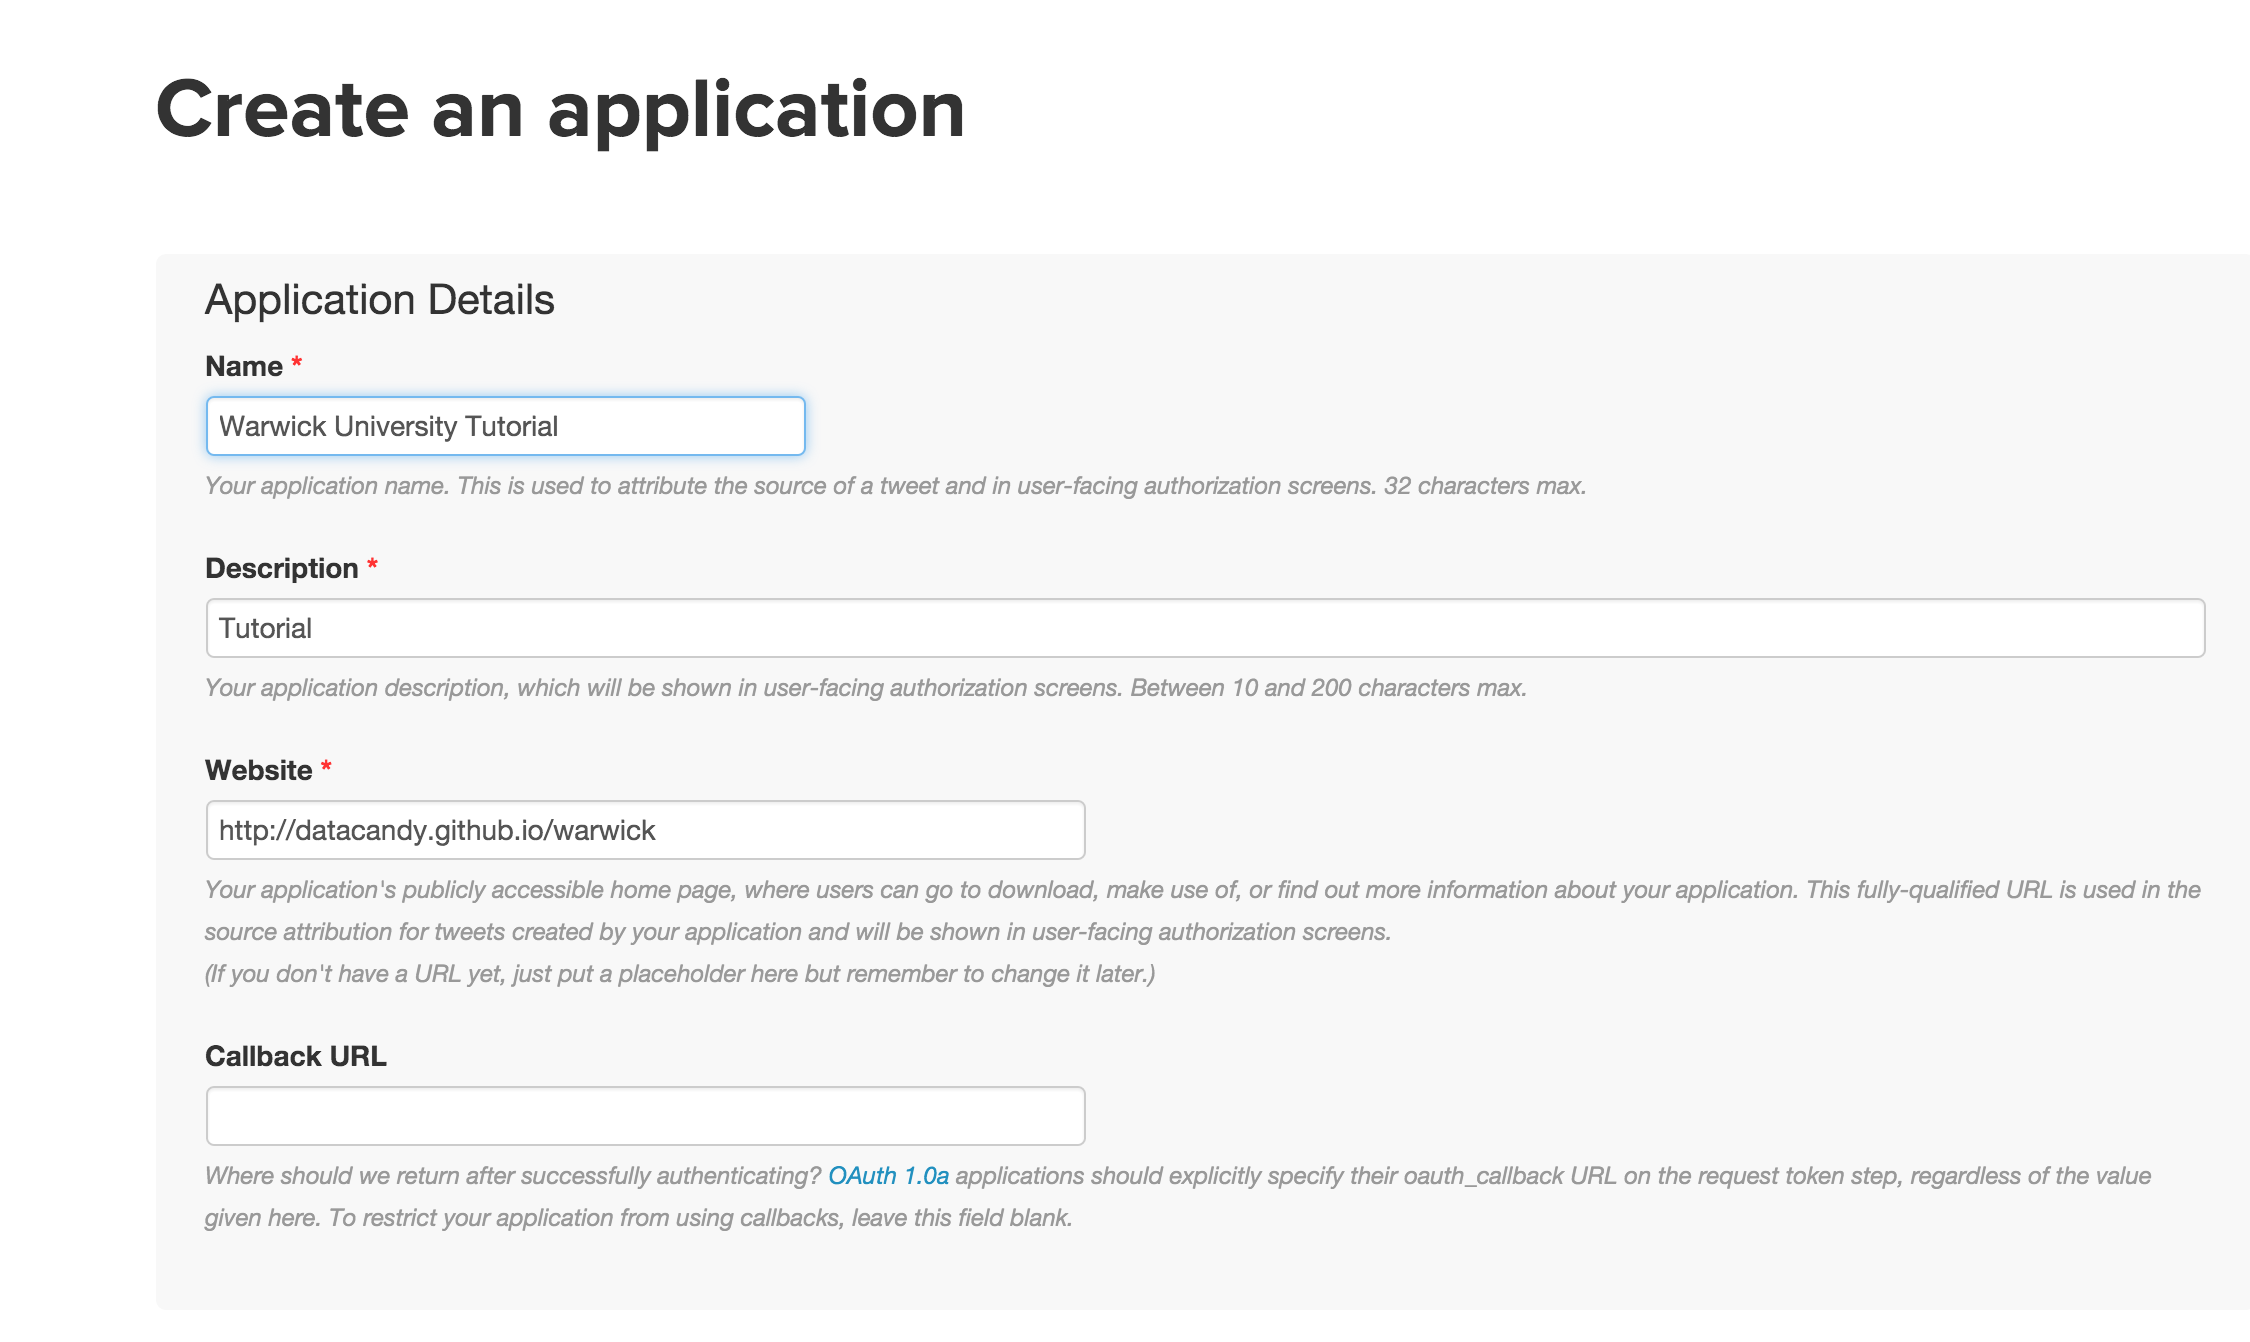 Create an application
Application Details
Name *
Warwick University Tutorial
Your application name. This is used to attribute the source of a tweet and in user-facing authorization screens. 32 characters max.
Description *
Tutorial
Your application description, which will be shown in user-facing authorization screens. Between 10 and 200 characters max.
Website *
http://datacandy.github.io/warwick
Your application's publicly accessible home page, where users can go to download, make use of, or find out more information about your application. This fully-qualified URL is used in the
source attribution for tweets created by your application and will be shown in user-facing authorization screens.
(If you don't have a URL yet, just put a placeholder here but remember to change it later.)
Callback URL
Where should we return after successfully authenticating? OAuth 1.0a applications should explicitly specify their oauth_callback URL on the request token step, regardless of the value
given here. To restrict your application from using callbacks, leave this field blank.